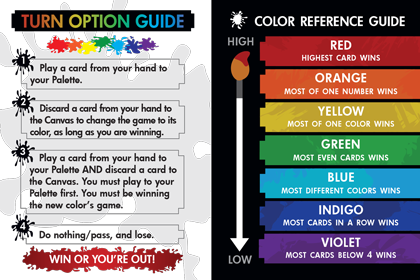 TURN OPTION GUIDE
1
Play a card from your hand to
your Palette.
2
Discard a card from your hand to
the Canvas to change the game to its
color, as long as you are winning.
3
Play a card from your hand to
your Palette AND discard a card to
the Canvas. You must play to your
Palette first. You must be winning
the new color's game.
4
Do nothing/pass, and lose.
WIN OR YOU'RE OUT!
COLOR REFERENCE GUIDE
HIGH
LOW
RED
HIGHEST CARD WINS
ORANGE
MOST OF ONE NUMBER WINS
YELLOW
MOST OF ONE COLOR WINS
GREEN
MOST EVEN CARDS WINS
BLUE
MOST DIFFERENT COLORS WINS
INDIGO
MOST CARDS IN A ROW WINS
VIOLET
MOST CARDS BELOW 4 WINS